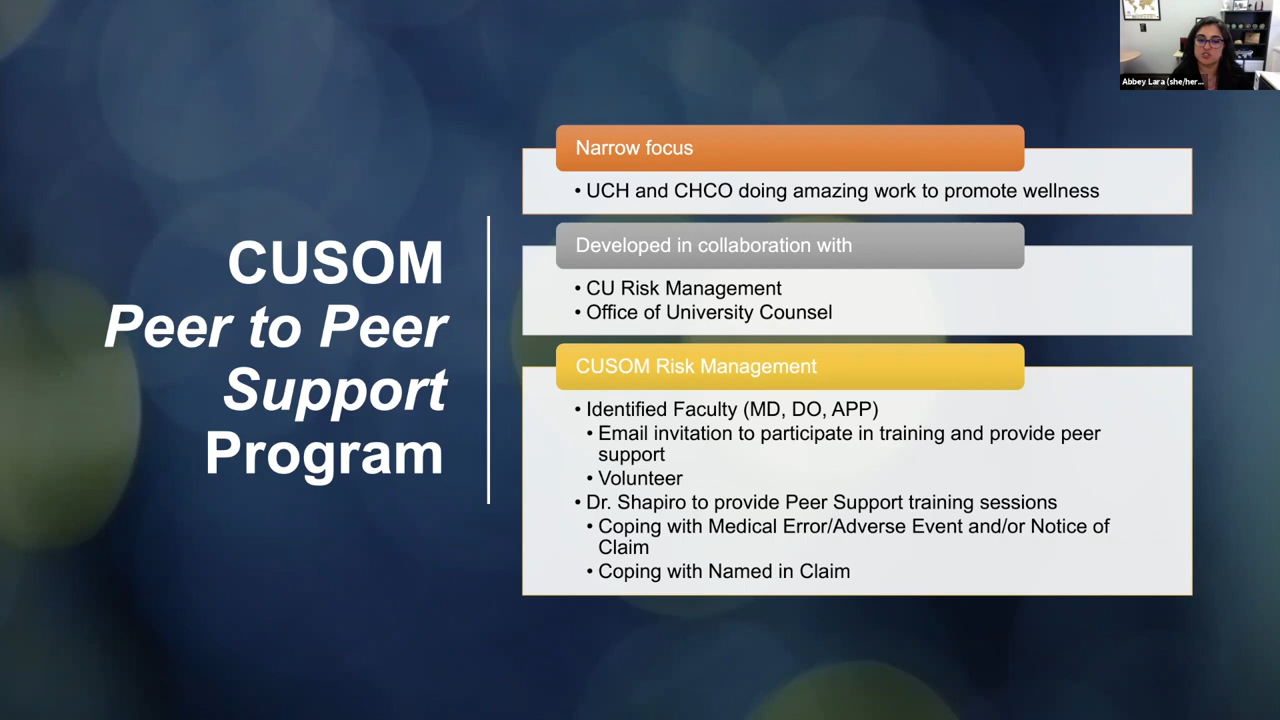 Abbey Lara (she/her...
CUSOM
Peer to Peer
Support
Program
Narrow focus
• UCH and CHCO doing amazing work to promote wellness
Developed in collaboration with
• CU Risk Management
• Office of University Counsel
CUSOM Risk Management
• Identified Faculty (MD, DO, APP)
• Email invitation to participate in training and provide peer
support
• Volunteer
• Dr. Shapiro to provide Peer Support training sessions
• Coping with Medical Error/Adverse Event and/or Notice of
Claim
• Coping with Named in Claim